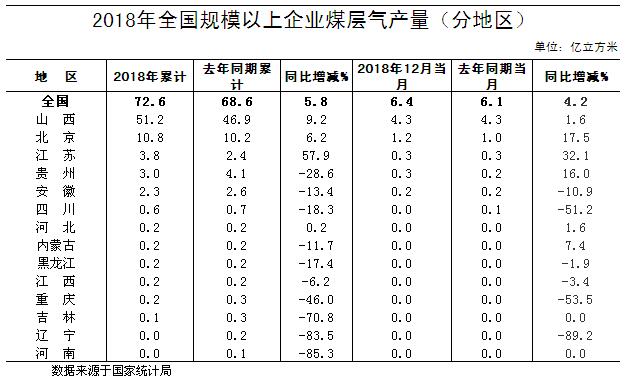 2018年全国规模以上企业煤层气产量（分地区）
单位：亿立方米
地 区 2018年累计 去年同期累计 同比增减% 2018年12月当月 去年同期当月 同比增减%
全国 72.6 68.6 5.8 6.4 6.1 4.2
山 西 51.2 46.9 9.2 4.3 4.3 1.6
北 京 10.8 10.2 6.2 1.2 1.0 17.5
江 苏 3.8 2.4 57.9 0.3 0.3 32.1
贵 州 3.0 4.1 -28.6 0.3 0.2 16.0
安 徽 2.3 2.6 -13.4 0.2 0.2 -10.9
四 川 0.6 0.7 -18.3 0.0 0.1 -51.2
河 北 0.2 0.2 0.2 0.0 0.0 1.6
内蒙古 0.2 0.2 -11.7 0.0 0.0 7.4
黑龙江 0.2 0.2 -17.4 0.0 0.0 -1.9
江 西 0.2 0.2 -6.2 0.0 0.0 -3.4
重 庆 0.2 0.3 -46.0 0.0 0.0 -53.5
吉 林 0.1 0.3 -70.8 0.0 0.0 0.0
辽 宁 0.0 0.2 -83.5 0.0 0.0 -89.2
河 南 0.0 0.1 -85.3 0.0 0.0 0.0
数据来源于国家统计局